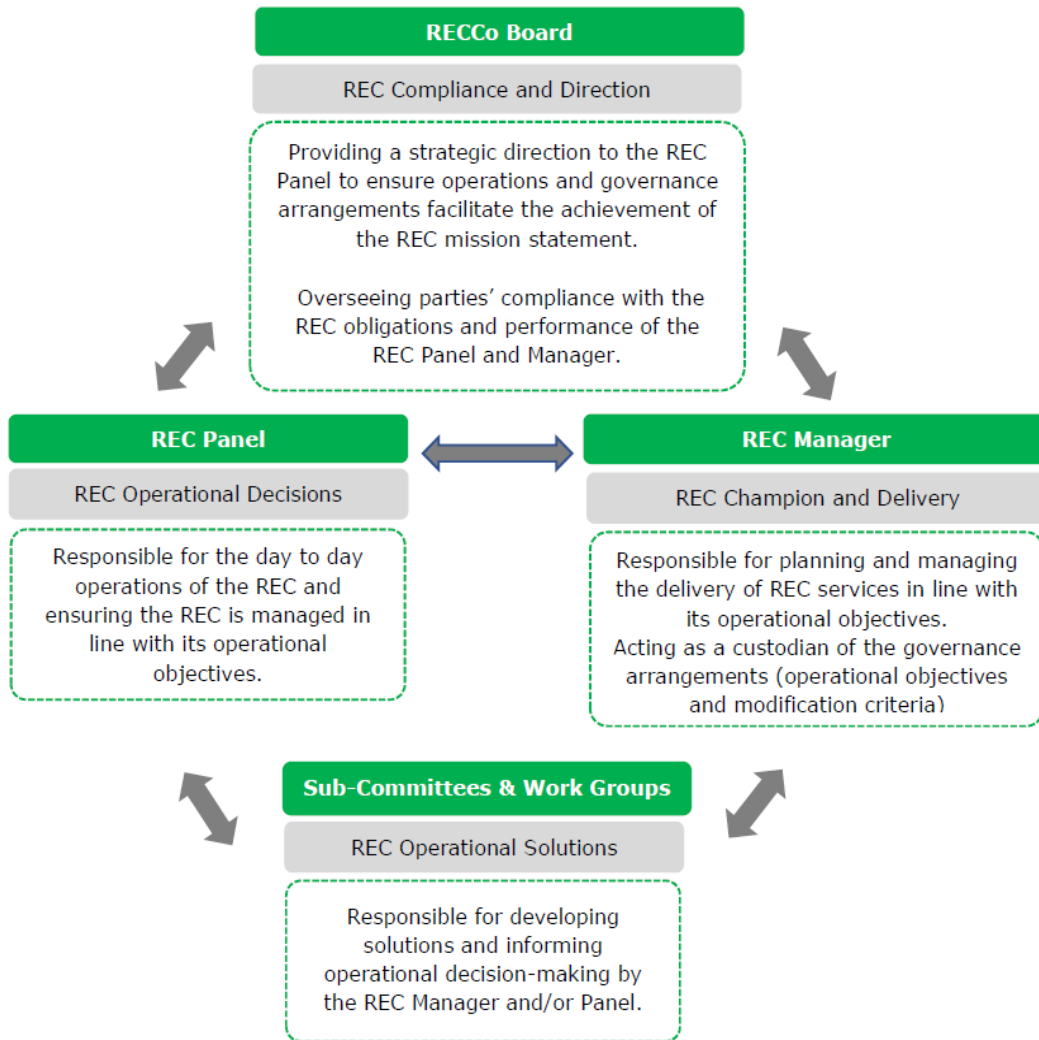 RECCo Board
REC Compliance and Direction
Providing a strategic direction to the REC
Panel to ensure operations and governance
arrangements facilitate the achievement of
the REC mission statement.
Overseeing parties’ compliance with the
REC obligations and performance of the
REC Panel and Manager.
REC Panel
REC Operational Decisions
Responsible for the day to day
operations of the REC and
ensuring the REC is managed in
line with its operational
objectives.
REC Manager
REC Champion and Delivery
Responsible for planning and managing
the delivery of REC services in line with
its operational objectives.
Acting as a custodian of the governance
arrangements (operational objectives
and modification criteria)
Sub-Committees & Work Groups
REC Operational Solutions
Responsible for developing
solutions and informing
operational decision-making by
the REC Manager and/or Panel.